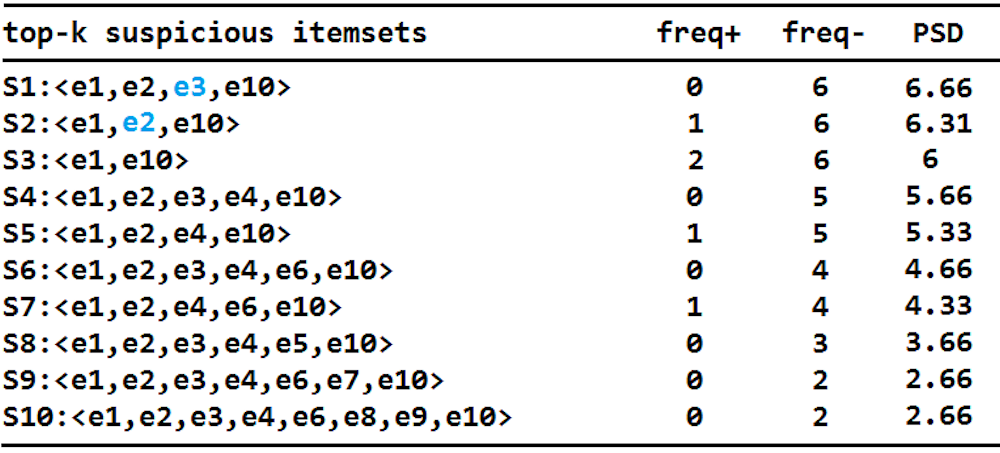 top-k suspicious itemsets freq+ freq- PSD
S1:<e1,e2,e3,e10> 0 6 6.66
S2:<e1,e2,e10> 1 6 6.31
S3:<e1,e10> 2 6 6
S4:<e1,e2,e3,e4,e10> 0 5 5.66
S5:<e1,e2,e4,e10> 1 5 5.33
S6:<e1,e2,e3,e4,e6,e10> 0 4 4.66
S7:<e1,e2,e4,e6,e10> 1 4 4.33
S8:<e1,e2,e3,e4,e5,e10> 0 3 3.66
S9:<e1,e2,e3,e4,e6,e7,e10> 0 2 2.66
S10:<e1,e2,e3,e4,e6,e8,e9,e10> 0 2 2.66